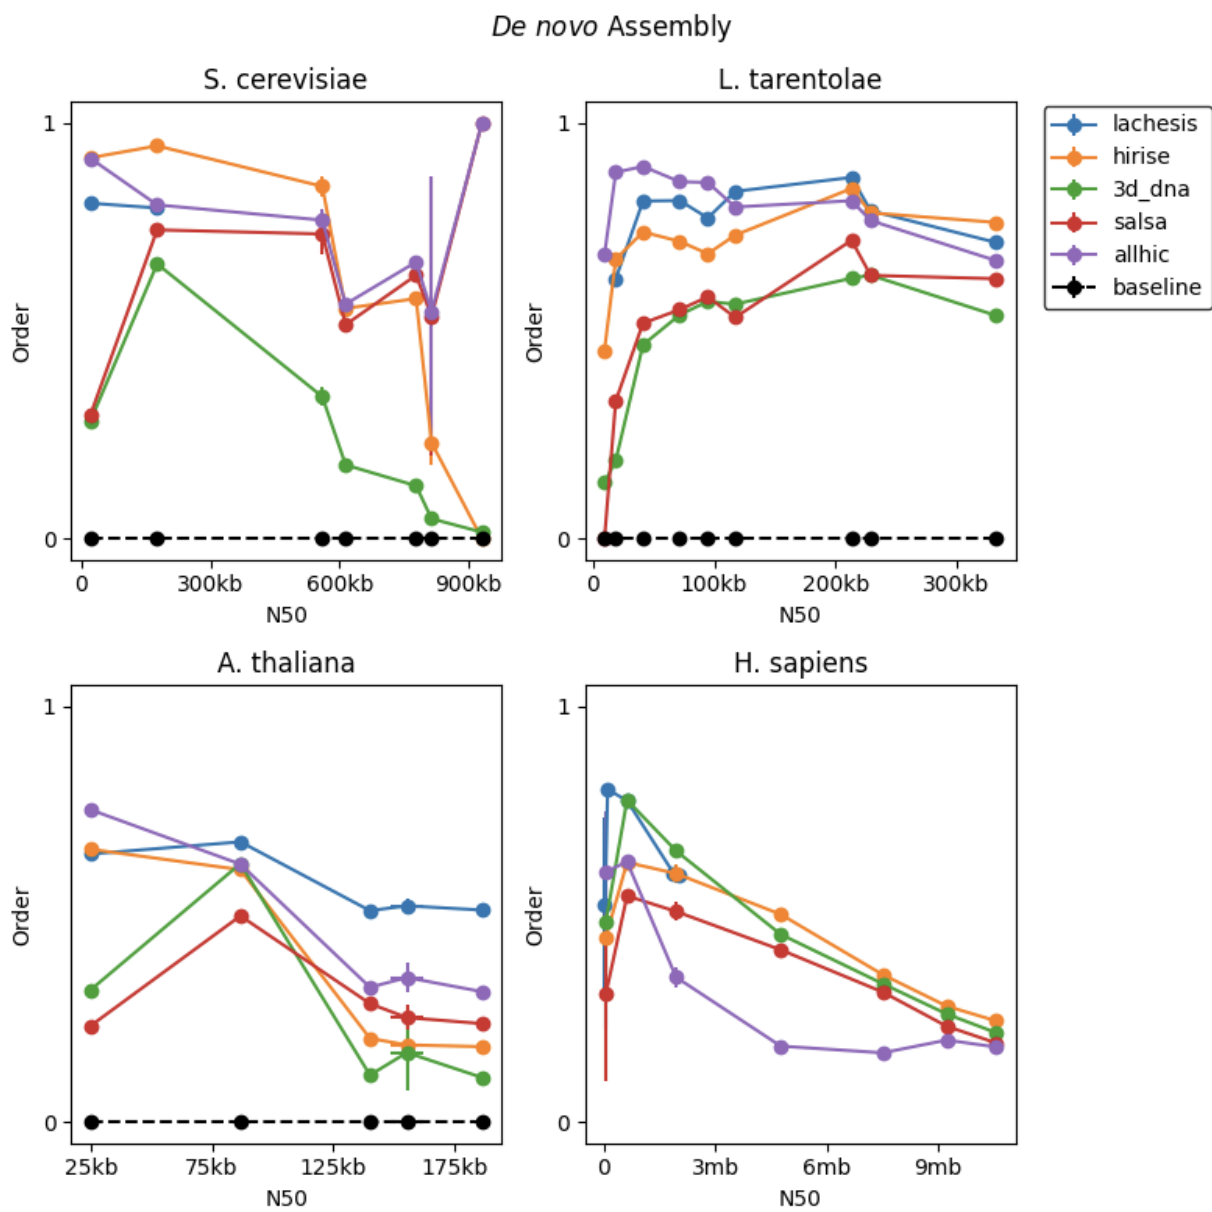 De novo Assembly
S. cerevisiae
1
Order
0
0 300kb 600kb 900kb
N50
L. tarentolae
Order
0 100kb 200kb 300kb
N50
lachesis
hirise
3d_dna
salsa
allhic
baseline
A. thaliana
1
Order
0
25kb 75kb 125kb 175kb
N50
H. sapiens
1
Order
0
0 3mb 6mb 9mb
N50